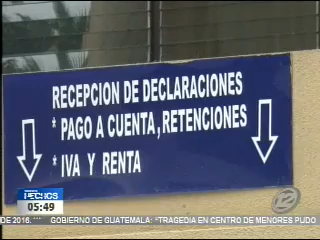 RECEPCION DE DECLARACIONES
* PAGO A CUENTA, RETENCIONES
* IVA Y RENTA
HECHOS
05:49
12
DE 2016. *** GOBIERNO DE GUATEMALA: "TRAGEDIA EN CENTRO DE MENORES PUDO